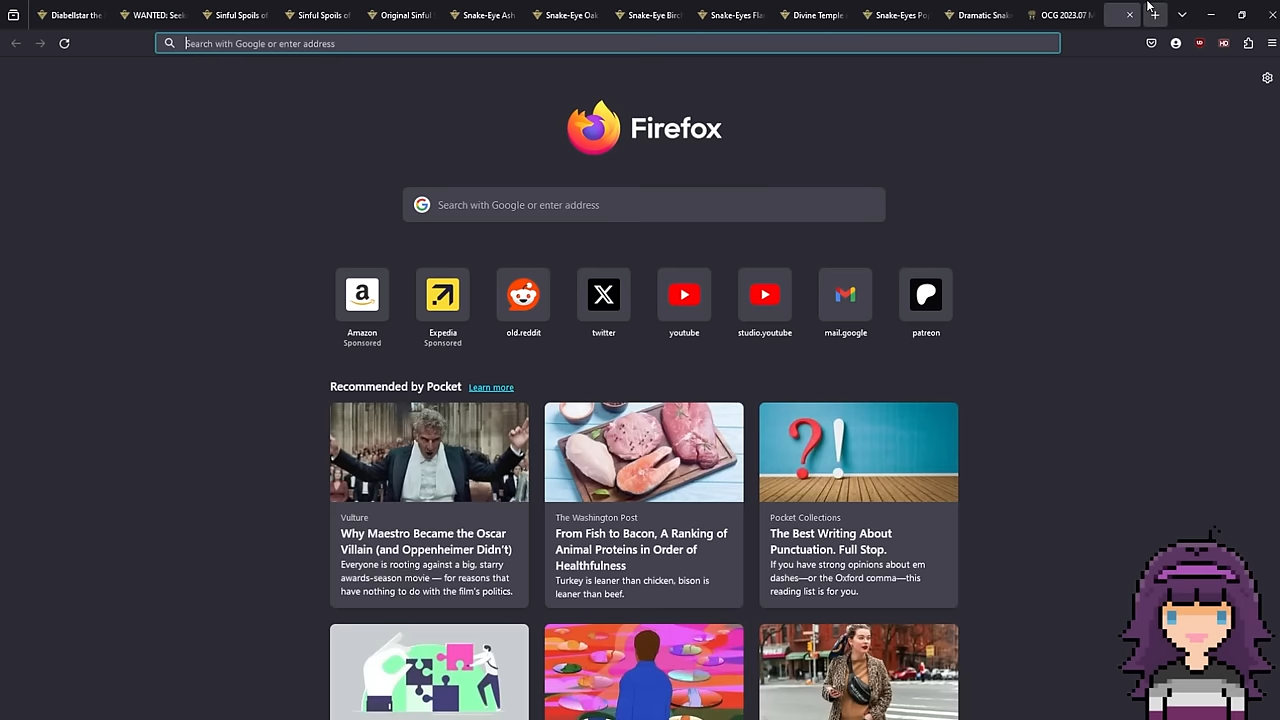 Diabellstar the
WANTED: Seek
Sinful Spoils of
Sinful Spoils of
Original Sinful
Snake-Eye Ash
Snake-Eye Oak
Snake-Eye Birc
Snake-Eyes Fla
Divine Temple
Snake-Eyes Po
Dramatic Snak
OCG 2023.07 M
Search with Google or enter address
Firefox
Search with Google or enter address
Amazon
Sponsored
Expedia
Sponsored
old.reddit
twitter
youtube
studio.youtube
mail.google
patreon
Recommended by Pocket Learn more
Vulture
Why Maestro Became the Oscar
Villain (and Oppenheimer Didn't)
Everyone is rooting against a big, starry
awards-season movie — for reasons that
have nothing to do with the film's politics.
The Washington Post
From Fish to Bacon, A Ranking of
Animal Proteins in Order of
Healthfulness
Turkey is leaner than chicken, bison is
leaner than beef.
Pocket Collections
The Best Writing About
Punctuation. Full Stop.
If you have strong opinions about em
dashes—or the Oxford comma—this
reading list is for you.